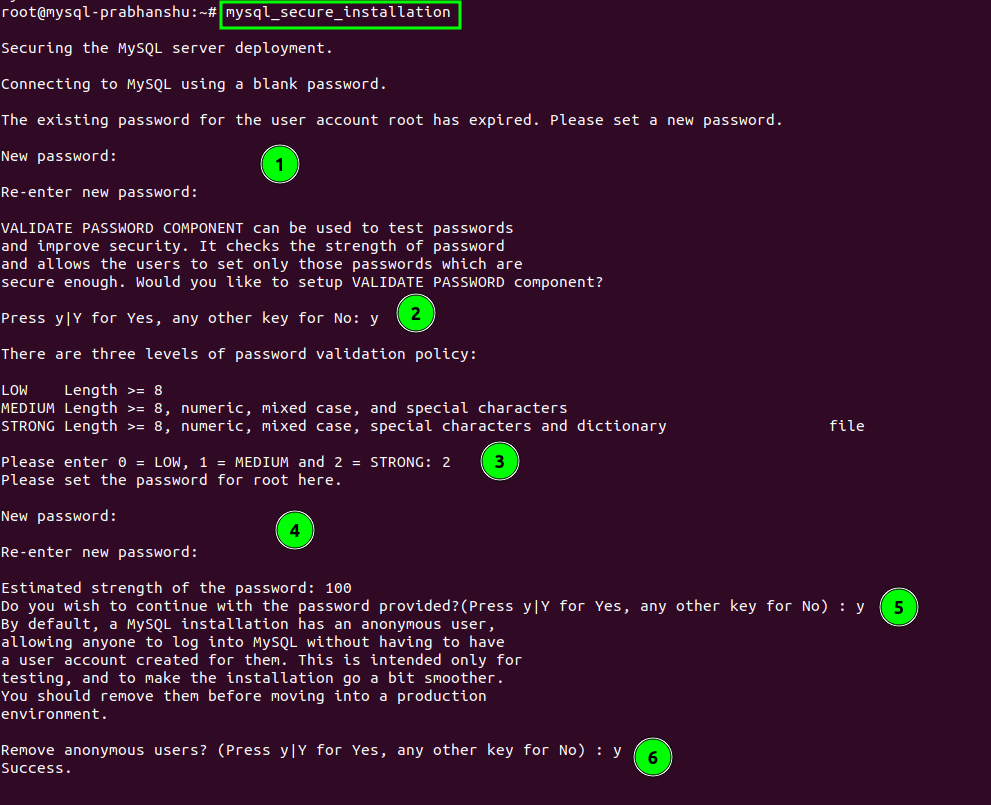 root@mysql-prabhanshu:~# mysql_secure_installation
Securing the MySQL server deployment.
Connecting to MySQL using a blank password.
The existing password for the user account root has expired. Please set a new password.
New password:
1
Re-enter new password:
VALIDATE PASSWORD COMPONENT can be used to test passwords
and improve security. It checks the strength of password
and allows the users to set only those passwords which are
secure enough. Would you like to setup VALIDATE PASSWORD component?
Press y|Y for Yes, any other key for No: y 2
There are three levels of password validation policy:
LOW    Length >= 8
MEDIUM Length >= 8, numeric, mixed case, and special characters
STRONG Length >= 8, numeric, mixed case, special characters and dictionary                  file
Please enter 0 = LOW, 1 = MEDIUM and 2 = STRONG: 2 3
Please set the password for root here.
New password:
4
Re-enter new password:
Estimated strength of the password: 100
Do you wish to continue with the password provided?(Press y|Y for Yes, any other key for No) : y 5
By default, a MySQL installation has an anonymous user,
allowing anyone to log into MySQL without having to have
a user account created for them. This is intended only for
testing, and to make the installation go a bit smoother.
You should remove them before moving into a production
environment.
Remove anonymous users? (Press y|Y for Yes, any other key for No) : y 6
Success.